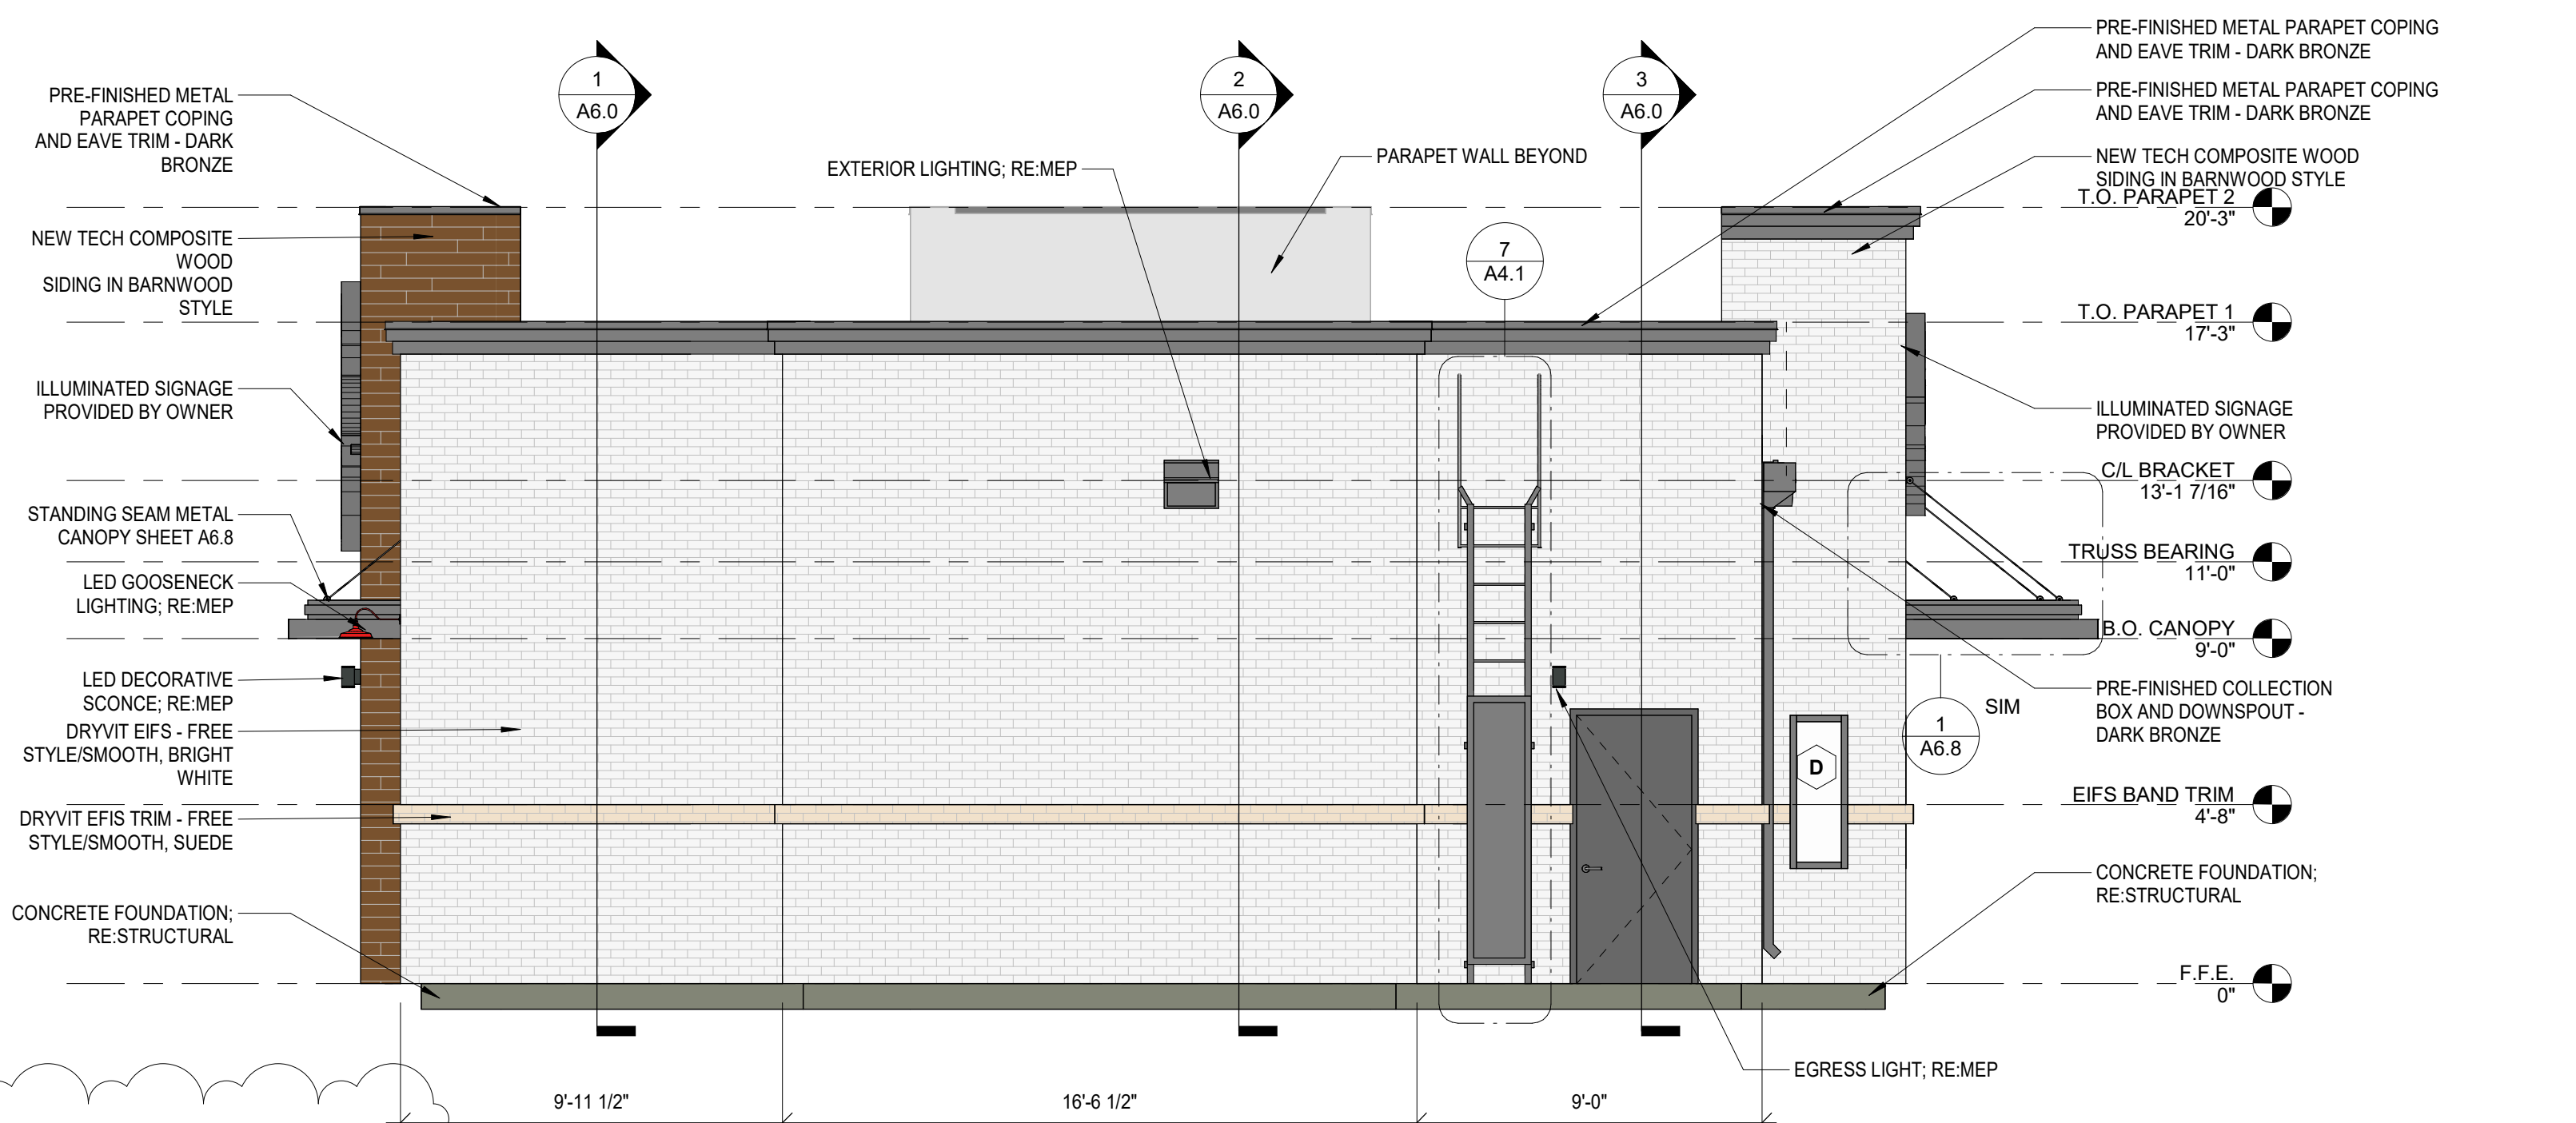 PRE-FINISHED METAL
PARAPET COPING
AND EAVE TRIM - DARK
BRONZE
NEW TECH COMPOSITE
WOOD
SIDING IN BARNWOOD
STYLE
ILLUMINATED SIGNAGE
PROVIDED BY OWNER
STANDING SEAM METAL
CANOPY SHEET A6.8
LED GOOSENECK
LIGHTING; RE:MEP
LED DECORATIVE
SCONCE; RE:MEP
DRYVIT EIFS - FREE
STYLE/SMOOTH, BRIGHT
WHITE
DRYVIT EFIS TRIM - FREE
STYLE/SMOOTH, SUEDE
CONCRETE FOUNDATION;
RE:STRUCTURAL
1
A6.0
2
A6.0
3
A6.0
EXTERIOR LIGHTING; RE:MEP
PARAPET WALL BEYOND
7
A4.1
D
1
A6.8
SIM
EGRESS LIGHT; RE:MEP
PRE-FINISHED METAL PARAPET COPING
AND EAVE TRIM - DARK BRONZE
PRE-FINISHED METAL PARAPET COPING
AND EAVE TRIM - DARK BRONZE
NEW TECH COMPOSITE WOOD
SIDING IN BARNWOOD STYLE
T.O. PARAPET 2
20'-3"
T.O. PARAPET 1
17'-3"
ILLUMINATED SIGNAGE
PROVIDED BY OWNER
C/L BRACKET
13'-1 7/16"
TRUSS BEARING
11'-0"
B.O. CANOPY
9'-0"
PRE-FINISHED COLLECTION
BOX AND DOWNSPOUT -
DARK BRONZE
EIFS BAND TRIM
4'-8"
CONCRETE FOUNDATION;
RE:STRUCTURAL
F.F.E.
0"
9'-11 1/2"
16'-6 1/2"
9'-0"